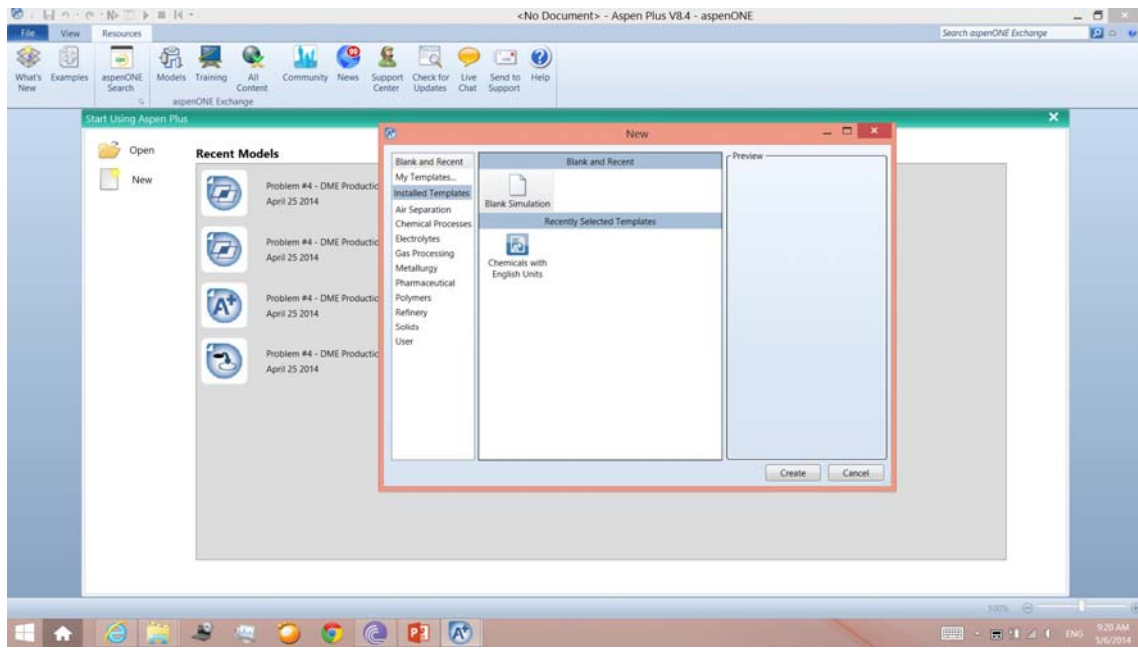 <No Document> - Aspen Plus V8.4 - aspenONE
File View Resources
Search aspenONE Exchange
What's New
Examples
aspenONE Search
Models
Training
All Content
Community
News
Support Center
Check for Updates
Live Chat
Send to Support
Help
aspenONE Exchange
Start Using Aspen Plus
Open
New
Recent Models
Problem #4 - DME Productio
April 25 2014
Problem #4 - DME Productio
April 25 2014
Problem #4 - DME Productio
April 25 2014
Problem #4 - DME Productio
April 25 2014
New
Blank and Recent
My Templates...
Installed Templates
Air Separation
Chemical Processes
Electrolytes
Gas Processing
Metallurgy
Pharmaceutical
Polymers
Refinery
Solids
User
Blank and Recent
Blank Simulation
Recently Selected Templates
Chemicals with
English Units
Preview
Create Cancel
100%
ENG
9:20 AM
5/6/2014